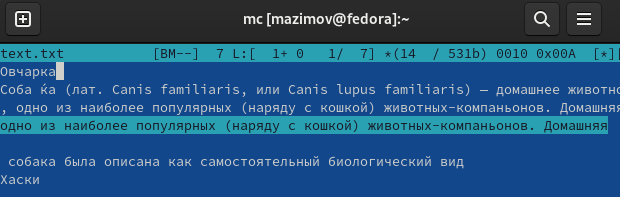 mc [mazimov@fedora]:~
text.txt [BM--] 7 L:[ 1+ 0 1/ 7] *(14 / 531b) 0010 0x00A [*][
Овчарка
Соба ќа (лат. Canis familiaris, или Canis lupus familiaris) — домашнее животно
, одно из наиболее популярных (наряду с кошкой) животных-компаньонов. Домашняя
одно из наиболее популярных (наряду с кошкой) животных-компаньонов. Домашняя
собака была описана как самостоятельный биологический вид
Хаски